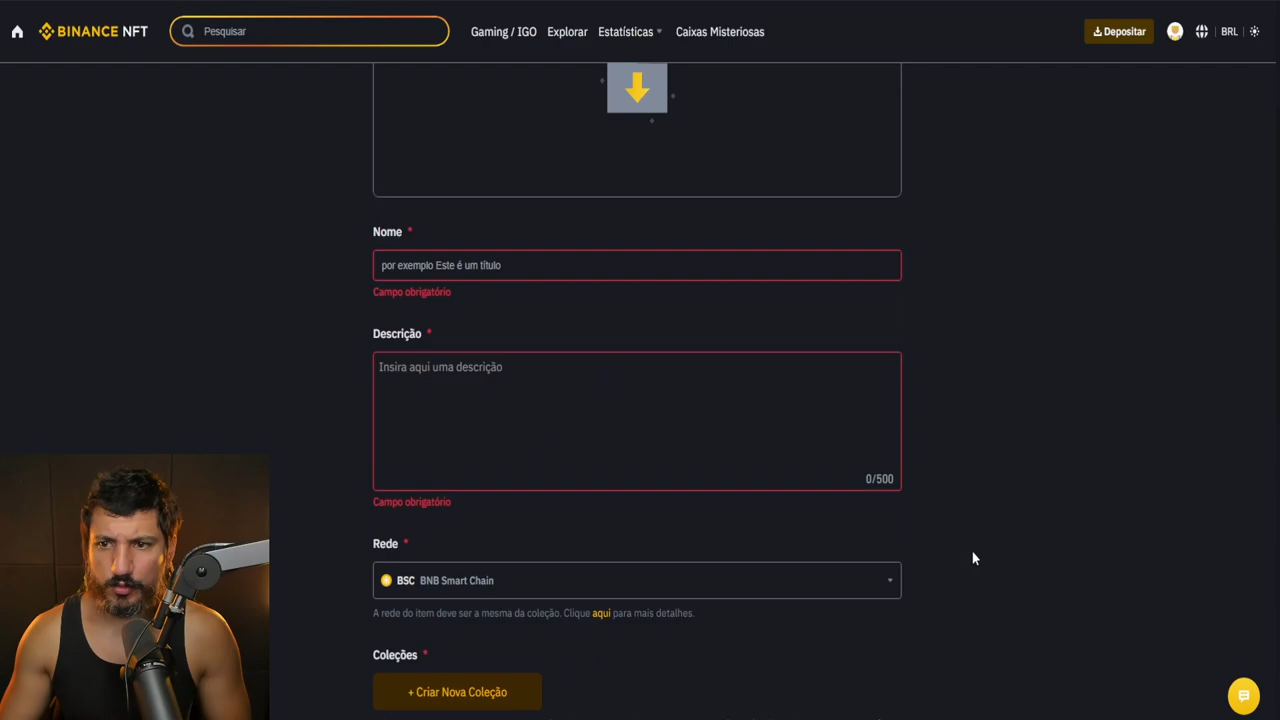 BINANCE NFT
Pesquisar
Gaming / IGO
Explorar
Estatísticas
Caixas Misteriosas
Depositar
BRL
Nome *
por exemplo Este é um título
Campo obrigatório
Descrição *
Insira aqui uma descrição
0/500
Campo obrigatório
Rede *
BSC BNB Smart Chain
A rede do item deve ser a mesma da coleção. Clique aqui para mais detalhes.
Coleções *
+ Criar Nova Coleção